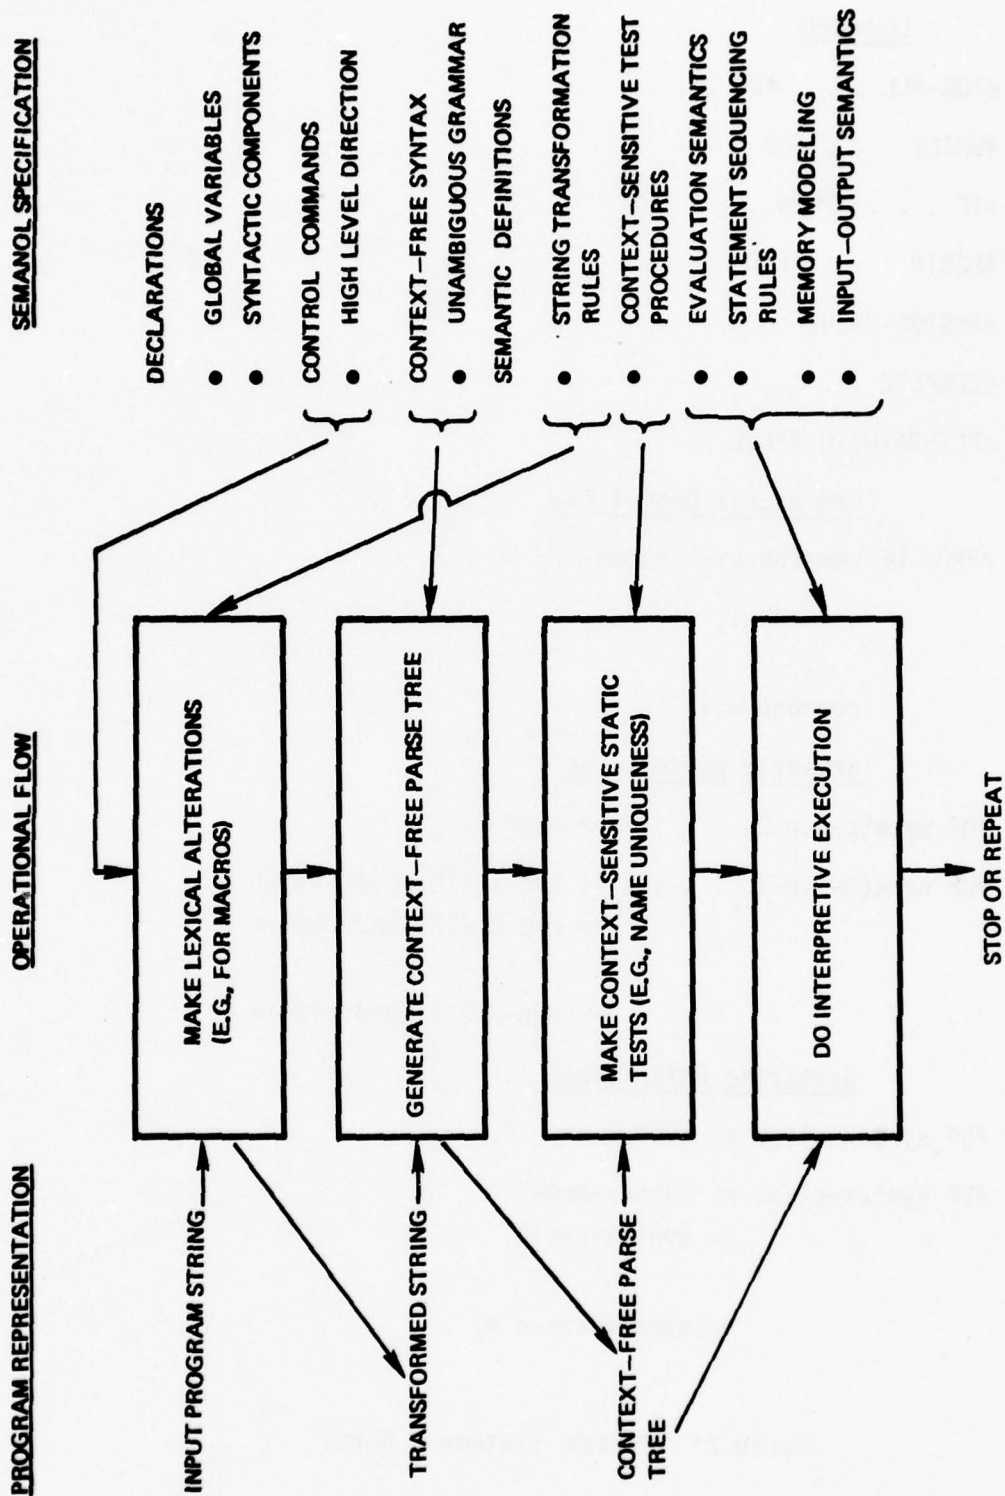 PROGRAM REPRESENTATION
OPERATIONAL FLOW
SEMANOL SPECIFICATION
INPUT PROGRAM STRING
TRANSFORMED STRING
CONTEXT-FREE PARSE
TREE
MAKE LEXICAL ALTERATIONS
(E.G., FOR MACROS)
GENERATE CONTEXT-FREE PARSE TREE
MAKE CONTEXT-SENSITIVE STATIC
TESTS (E.G., NAME UNIQUENESS)
DO INTERPRETIVE EXECUTION
STOP OR REPEAT
DECLARATIONS
● GLOBAL VARIABLES
● SYNTACTIC COMPONENTS
CONTROL COMMANDS
● HIGH LEVEL DIRECTION
CONTEXT-FREE SYNTAX
● UNAMBIGUOUS GRAMMAR
SEMANTIC DEFINITIONS
● STRING TRANSFORMATION
RULES
● CONTEXT-SENSITIVE TEST
PROCEDURES
● EVALUATION SEMANTICS
● STATEMENT SEQUENCING
RULES
● MEMORY MODELING
● INPUT-OUTPUT SEMANTICS